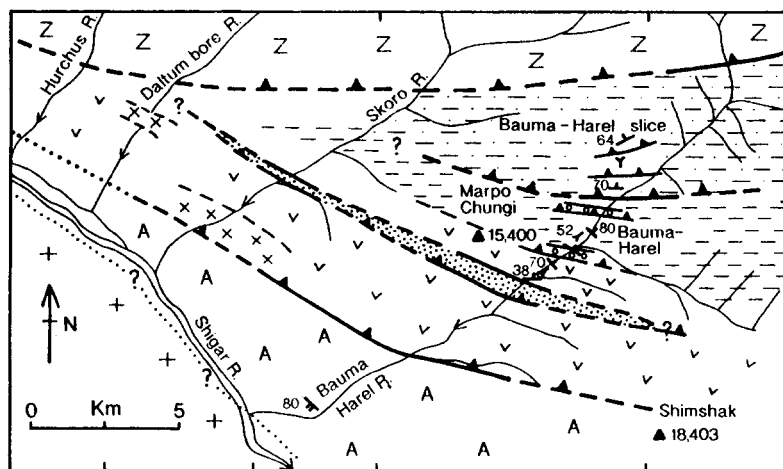 Z Z Z Z Z
Hurchus R.
Daltum bore R.
Skoro R.
Z
?
Bauma-Harel slice
64
?
70
Marpo
Chungi
15,400
52
80
Bauma-
Harel
70
38
A
A
A
?
N
Shigar R.
?
A
A
?
0 Km 5
80
Bauma
Harel R.
A
A
A
Shimshak
18,403